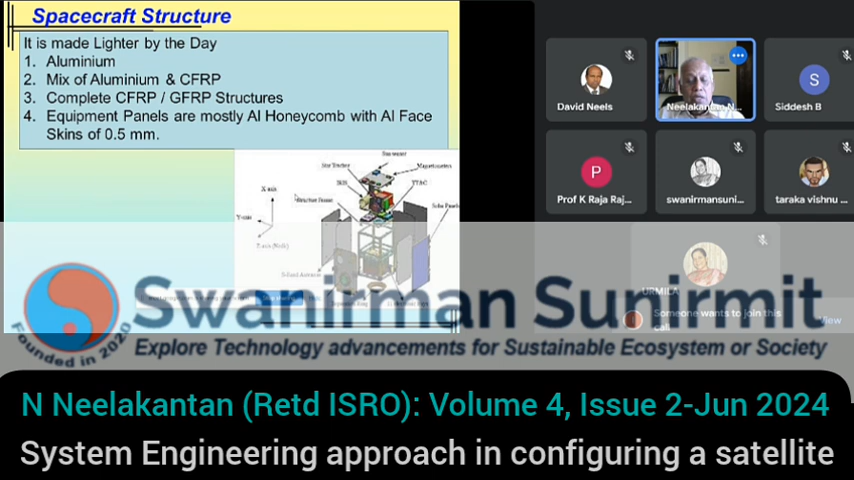 Spacecraft Structure
It is made Lighter by the Day
1. Aluminium
2. Mix of Aluminium & CFRP
3. Complete CFRP / GFRP Structures
4. Equipment Panels are mostly Al Honeycomb with Al Face
Skins of 0.5 mm.
Star Tracker
Magnetometers
TTAC
X axis
Y-axis
Solar Panels
David Neels
Neelakantan N...
Siddesh B
S
P
Prof K Raja Raj...
swanirmansuni...
taraka vishnu ...
URMILA
Someone wants to join this
call
View
Swanirman Sunirmit
Founded in 2020
Explore Technology advancements for Sustainable Ecosystem or Society
N Neelakantan (Retd ISRO): Volume 4, Issue 2-Jun 2024
System Engineering approach in configuring a satellite